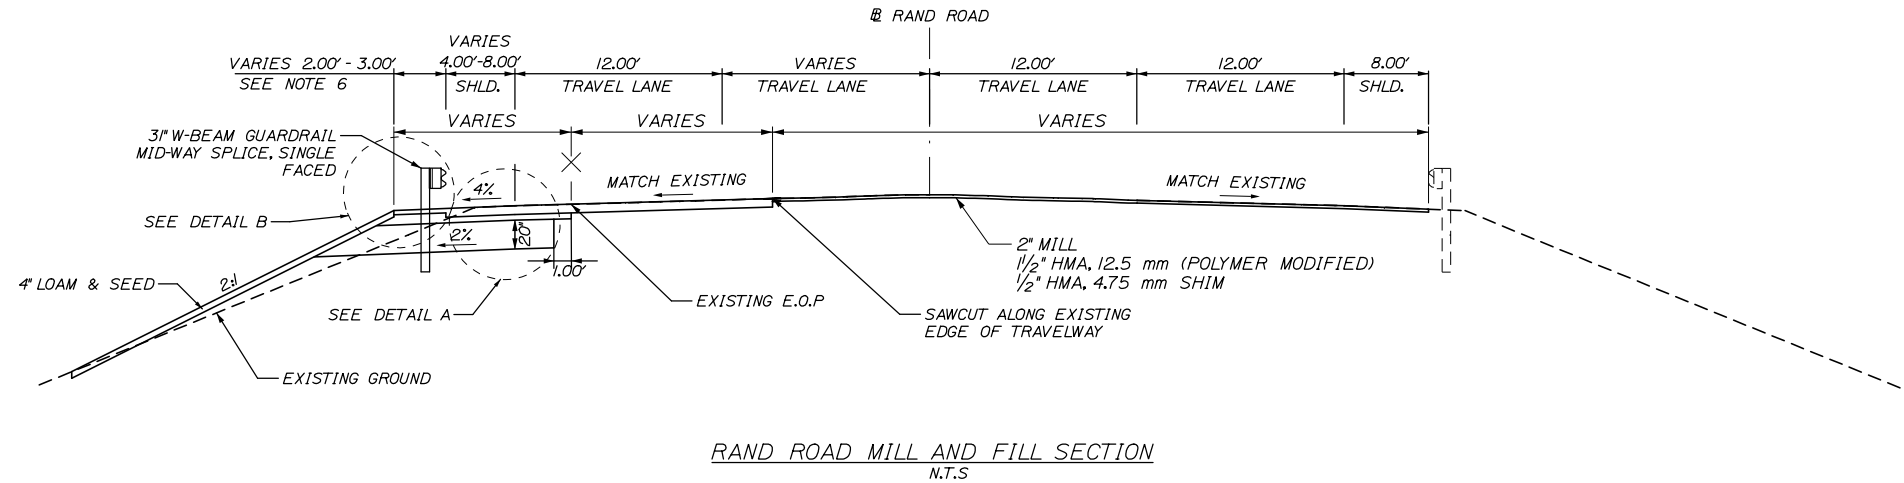 ℄ RAND ROAD
VARIES 2.00' - 3.00'
SEE NOTE 6
VARIES
4.00'-8.00'
SHLD.
12.00'
TRAVEL LANE
VARIES
TRAVEL LANE
12.00'
TRAVEL LANE
12.00'
TRAVEL LANE
8.00'
SHLD.
VARIES
VARIES
VARIES
31" W-BEAM GUARDRAIL
MID-WAY SPLICE, SINGLE
FACED
4%
MATCH EXISTING
MATCH EXISTING
SEE DETAIL B
2%
20"
1.00'
2" MILL
1 1/2" HMA, 12.5 mm (POLYMER MODIFIED)
1/2" HMA, 4.75 mm SHIM
4" LOAM & SEED
2:1
SEE DETAIL A
EXISTING E.O.P
SAWCUT ALONG EXISTING
EDGE OF TRAVELWAY
EXISTING GROUND
RAND ROAD MILL AND FILL SECTION
N.T.S